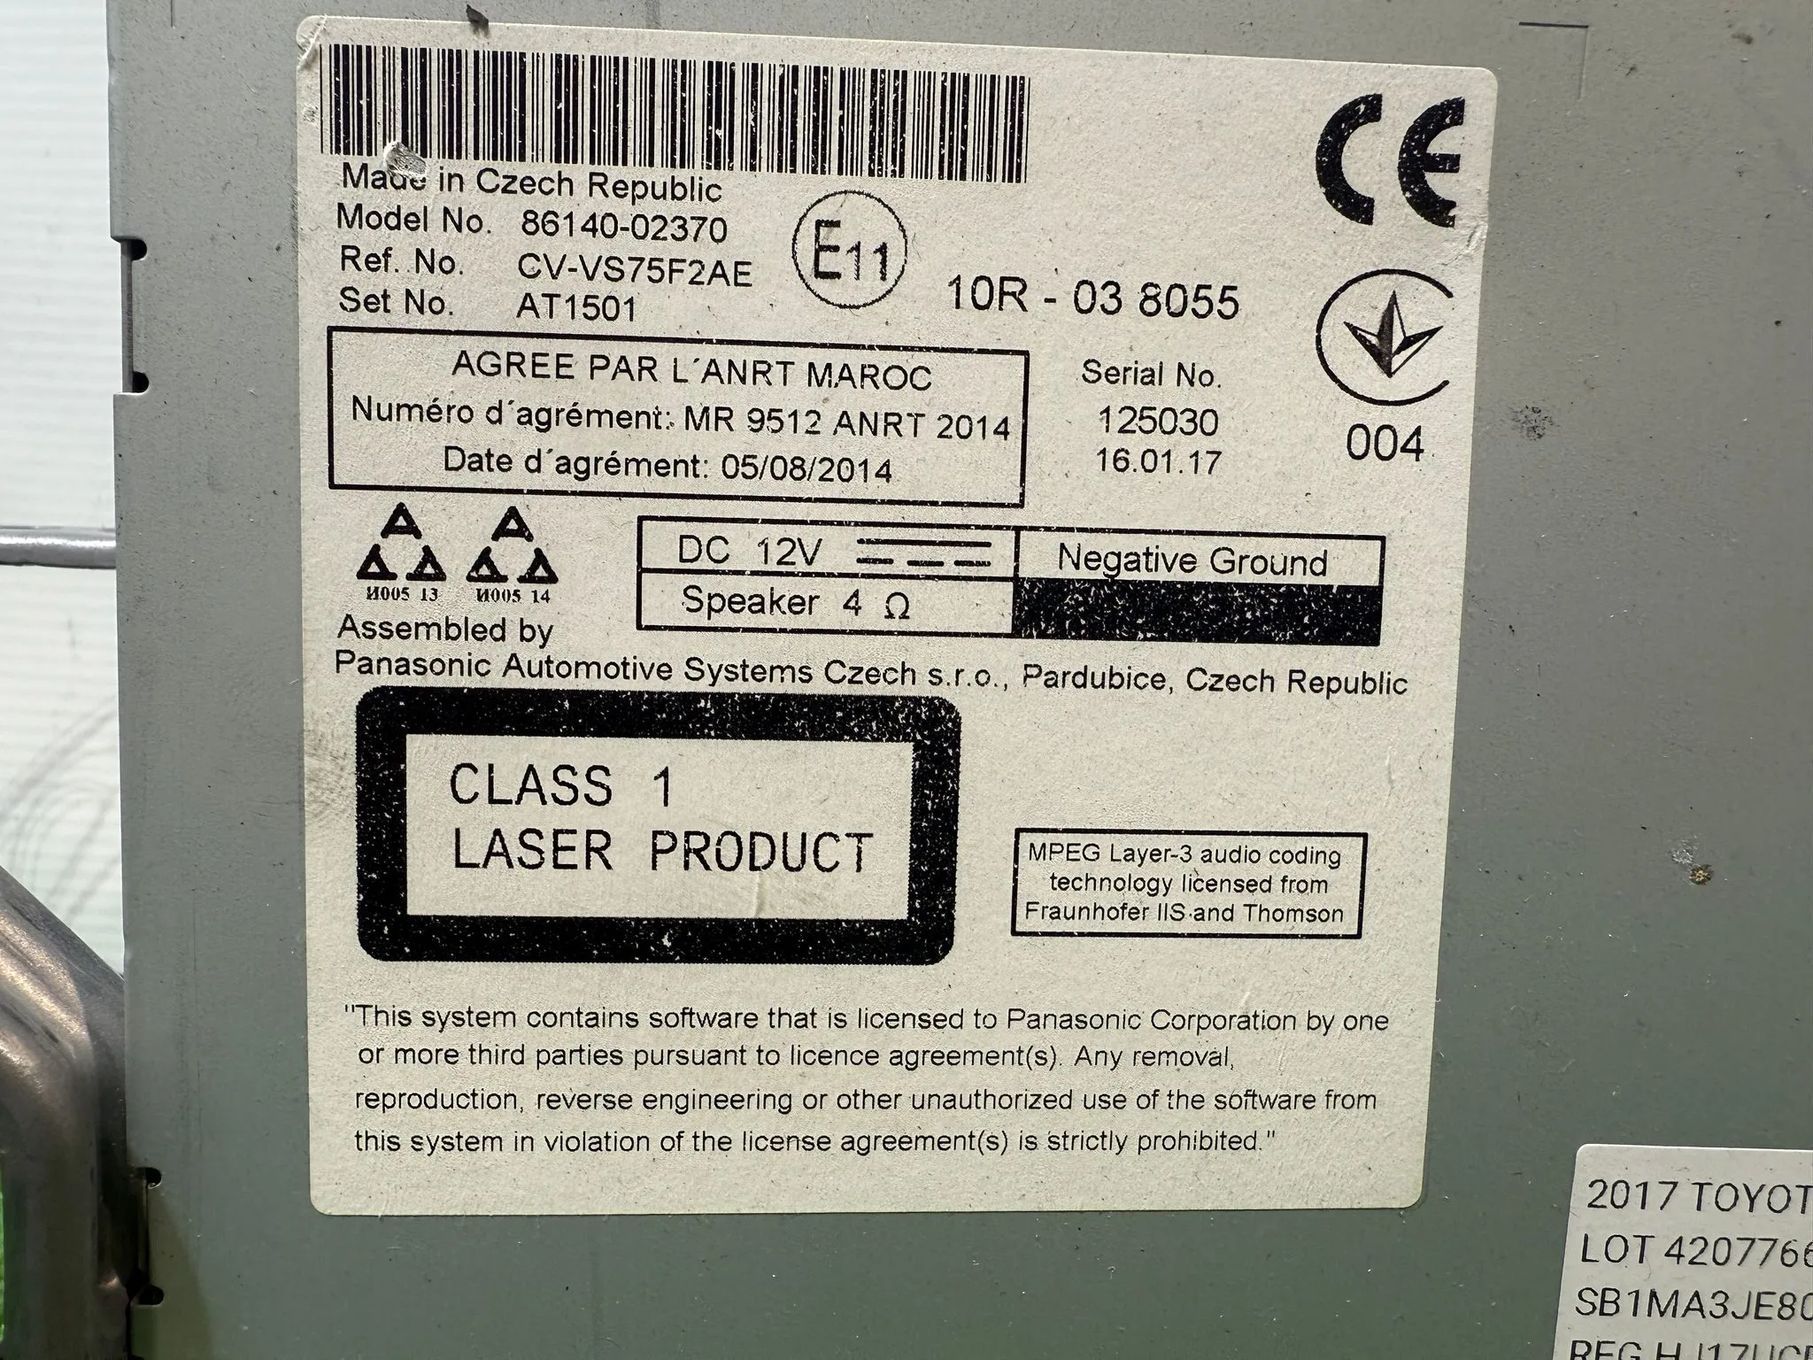 Made in Czech Republic
Model No. 86140-02370
Ref. No. CV-VS75F2AE
Set No. AT1501
E11
10R - 03 8055
CE
004
AGREE PAR L´ANRT MAROC
Numéro d´agrément: MR 9512 ANRT 2014
Date d´agrément: 05/08/2014
Serial No.
125030
16.01.17
И005 13 И005 14
DC 12V
Negative Ground
Speaker 4 Ω
Assembled by
Panasonic Automotive Systems Czech s.r.o., Pardubice, Czech Republic
CLASS 1
LASER PRODUCT
MPEG Layer-3 audio coding
technology licensed from
Fraunhofer IIS and Thomson
"This system contains software that is licensed to Panasonic Corporation by one
or more third parties pursuant to licence agreement(s). Any removal,
reproduction, reverse engineering or other unauthorized use of the software from
this system in violation of the license agreement(s) is strictly prohibited."
2017 TOYOT
LOT 4207766
SB1MA3JE80